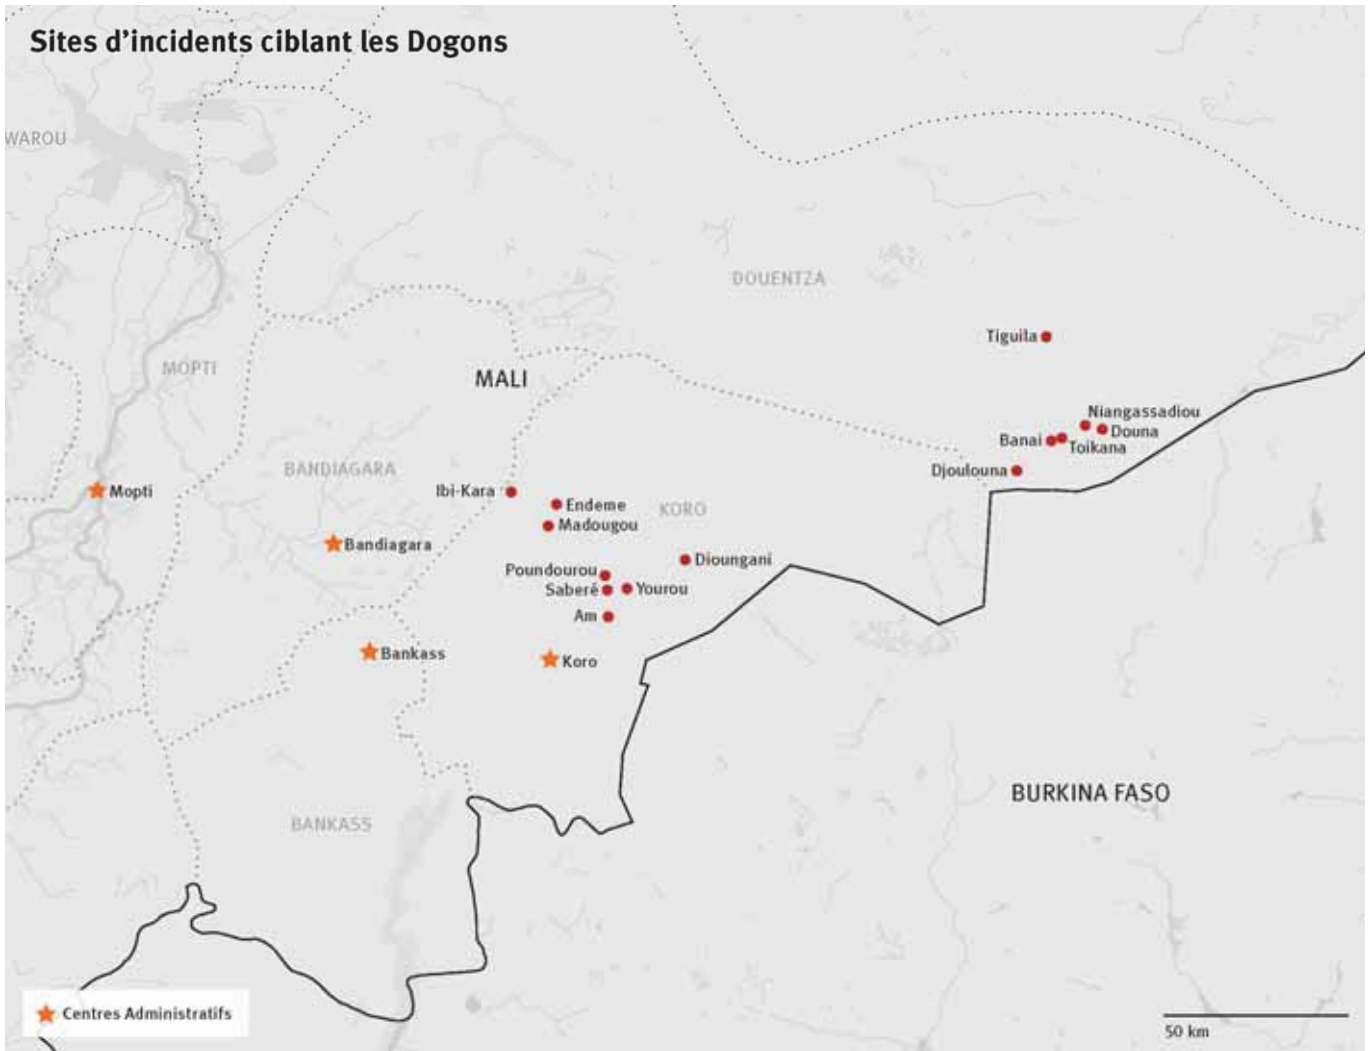 Sites d'incidents ciblant les Dogons
WAROU
DOUENTZA
Tiguila
MOPTI
MALI
Niangassadiou
Douna
Banai
Toikana
BANDIAGARA
Djoulouna
Mopti
Ibi-Kara
Endeme
KORO
Madougou
Bandiagara
Dioungani
Poundourou
Saberé
Yourou
Am
Bankass
Koro
BURKINA FASO
BANKASS
Centres Administratifs
50 km